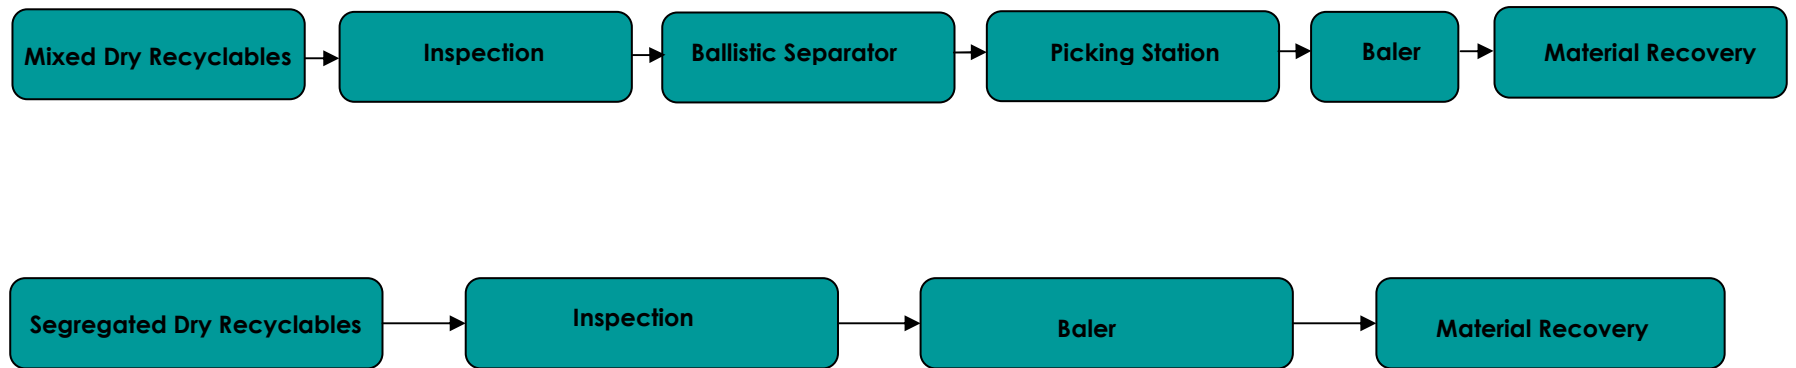 Mixed Dry Recyclables
Inspection
Ballistic Separator
Picking Station
Baler
Material Recovery
Segregated Dry Recyclables
Inspection
Baler
Material Recovery